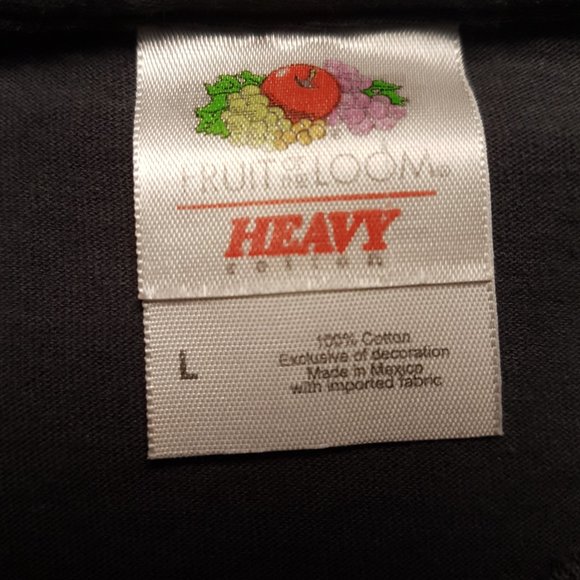 FRUIT OF THE LOOM®
HEAVY
cotton
L
100% Cotton
Exclusive of decoration
Made in Mexico
with imported fabric